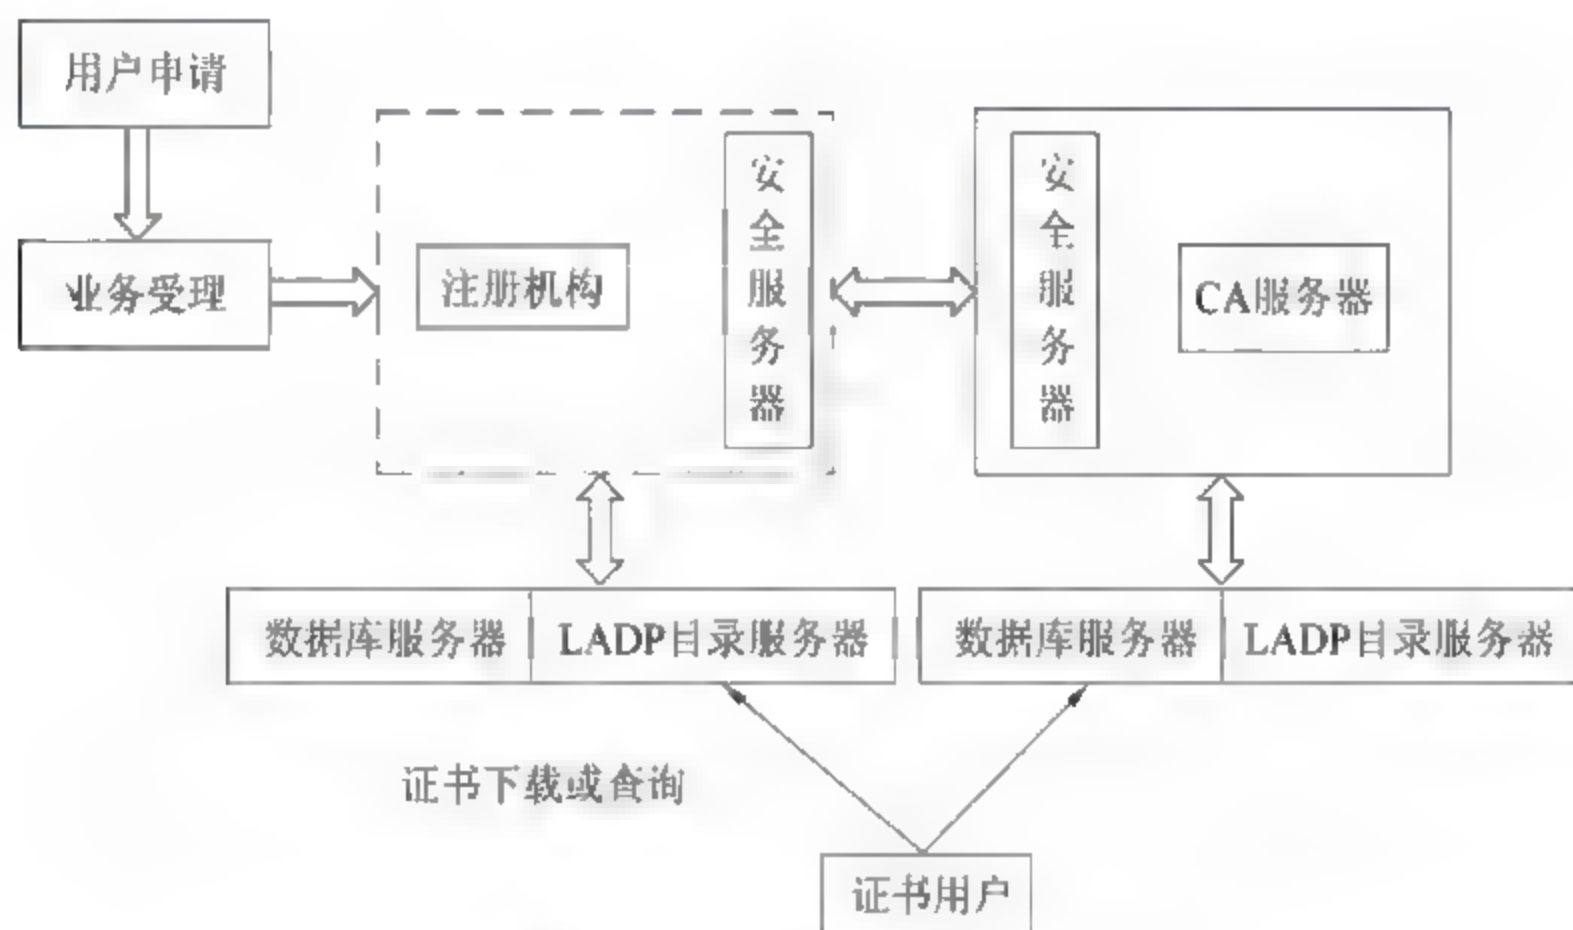 用户申请
业务受理
注册机构
安全服务器
安全服务器
CA服务器
数据库服务器
LADP目录服务器
数据库服务器
LADP目录服务器
证书下载或查询
证书用户